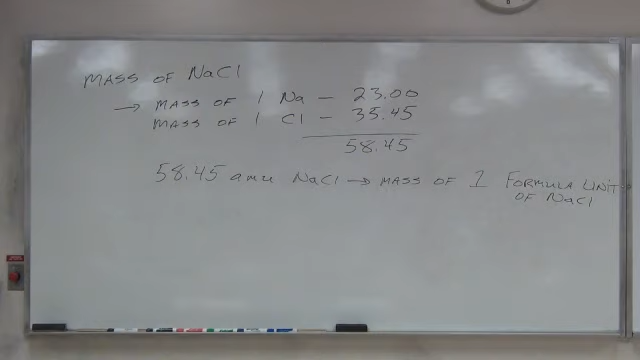 MASS OF NaCl
→ MASS OF 1 Na – 23.00
MASS OF 1 Cl – 35.45
58.45
58.45 amu NaCl → MASS OF 1 FORMULA UNIT
OF NaCl